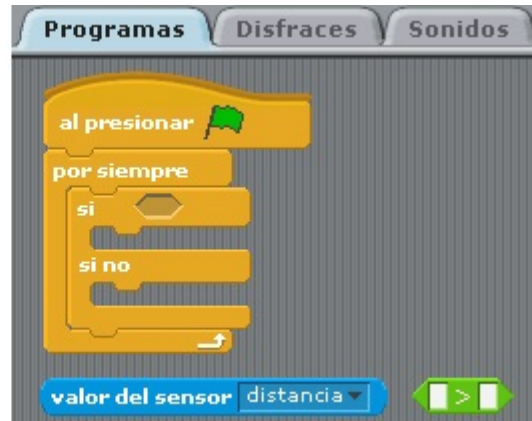 Programas Disfraces Sonidos
al presionar
por siempre
si
si no
valor del sensor distancia >